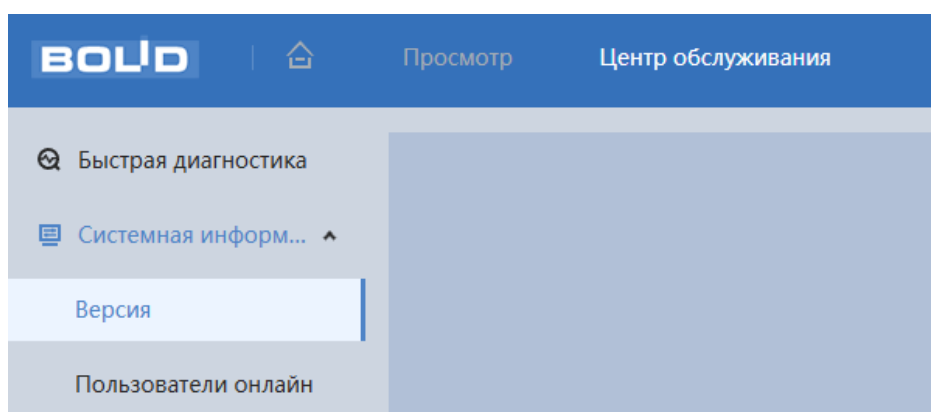 BOLID
Просмотр
Центр обслуживания
Быстрая диагностика
Системная информ...
Версия
Пользователи онлайн